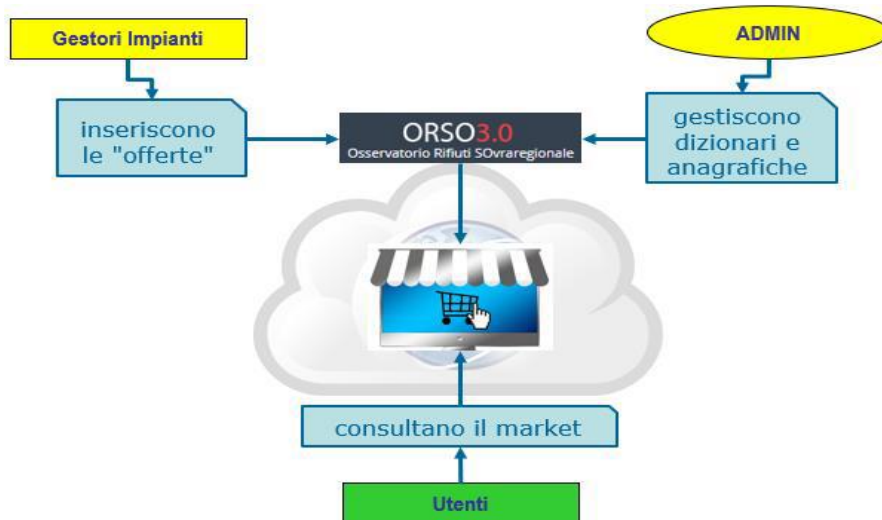 Gestori Impianti
ADMIN
inseriscono
le "offerte"
ORSO3.0
Osservatorio Rifiuti SOvraregionale
gestiscono
dizionari e
anagrafiche
consultano il market
Utenti